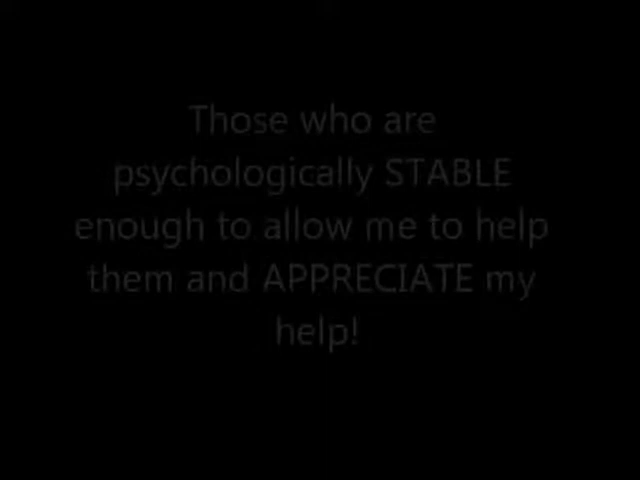 Those who are
psychologically STABLE
enough to allow me to help
them and APPRECIATE my
help!